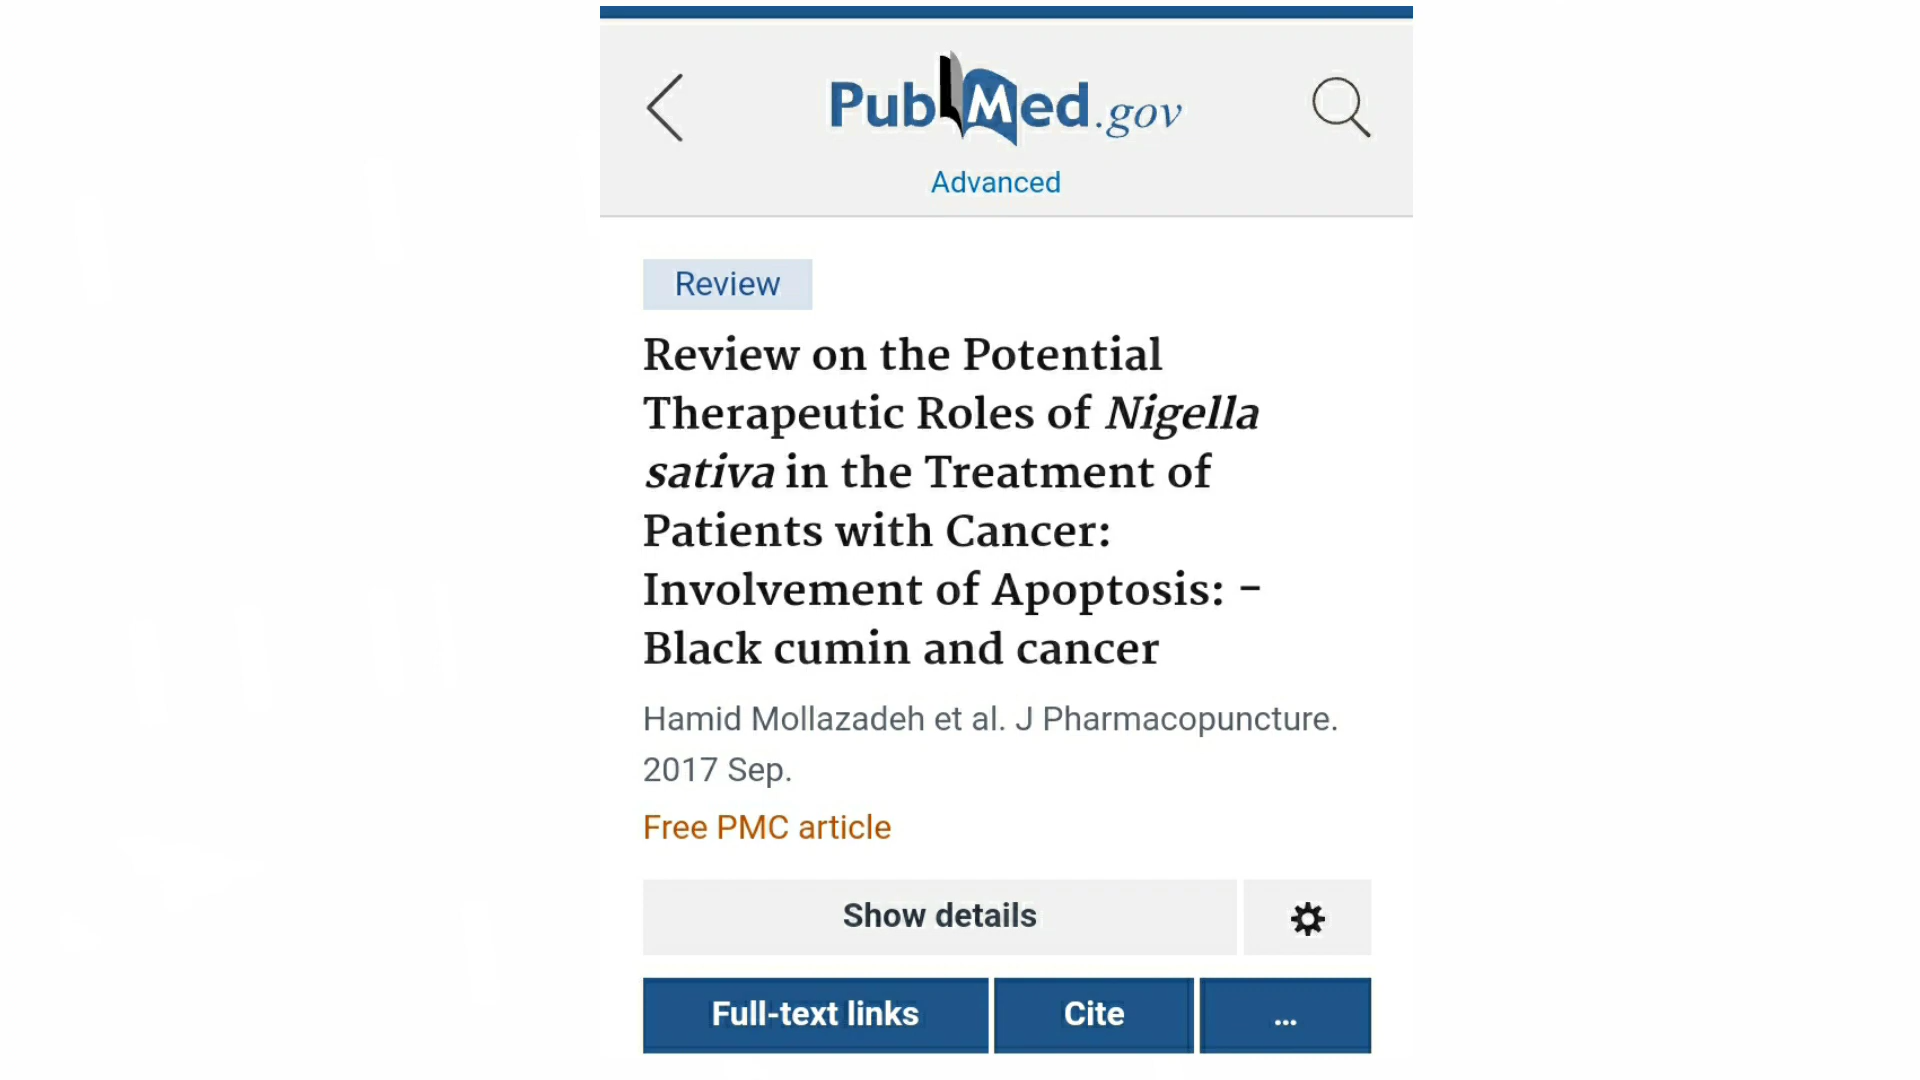 PubMed.gov
Advanced
Review
Review on the Potential
Therapeutic Roles of Nigella
sativa in the Treatment of
Patients with Cancer:
Involvement of Apoptosis: -
Black cumin and cancer
Hamid Mollazadeh et al. J Pharmacopuncture.
2017 Sep.
Free PMC article
Show details
Full-text links Cite ...